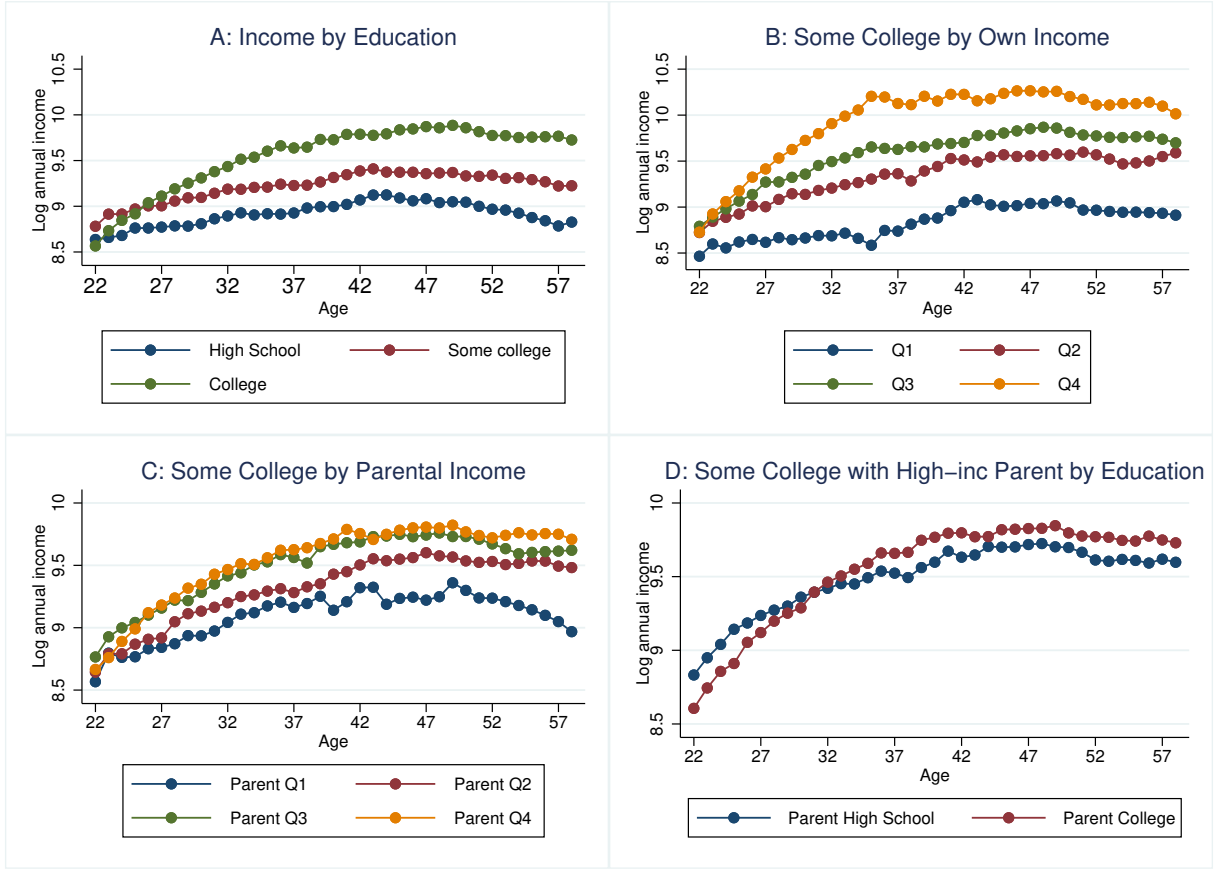 A: Income by Education
Log annual income
10.5
10
9.5
9
8.5
22 27 32 37 42 47 52 57
Age
High School Some college
College
B: Some College by Own Income
Log annual income
10.5
10
9.5
9
8.5
22 27 32 37 42 47 52 57
Age
Q1 Q2
Q3 Q4
C: Some College by Parental Income
Log annual income
10
9.5
9
8.5
22 27 32 37 42 47 52 57
Age
Parent Q1 Parent Q2
Parent Q3 Parent Q4
D: Some College with High−inc Parent by Education
Log annual income
10
9.5
9
8.5
22 27 32 37 42 47 52 57
Age
Parent High School Parent College